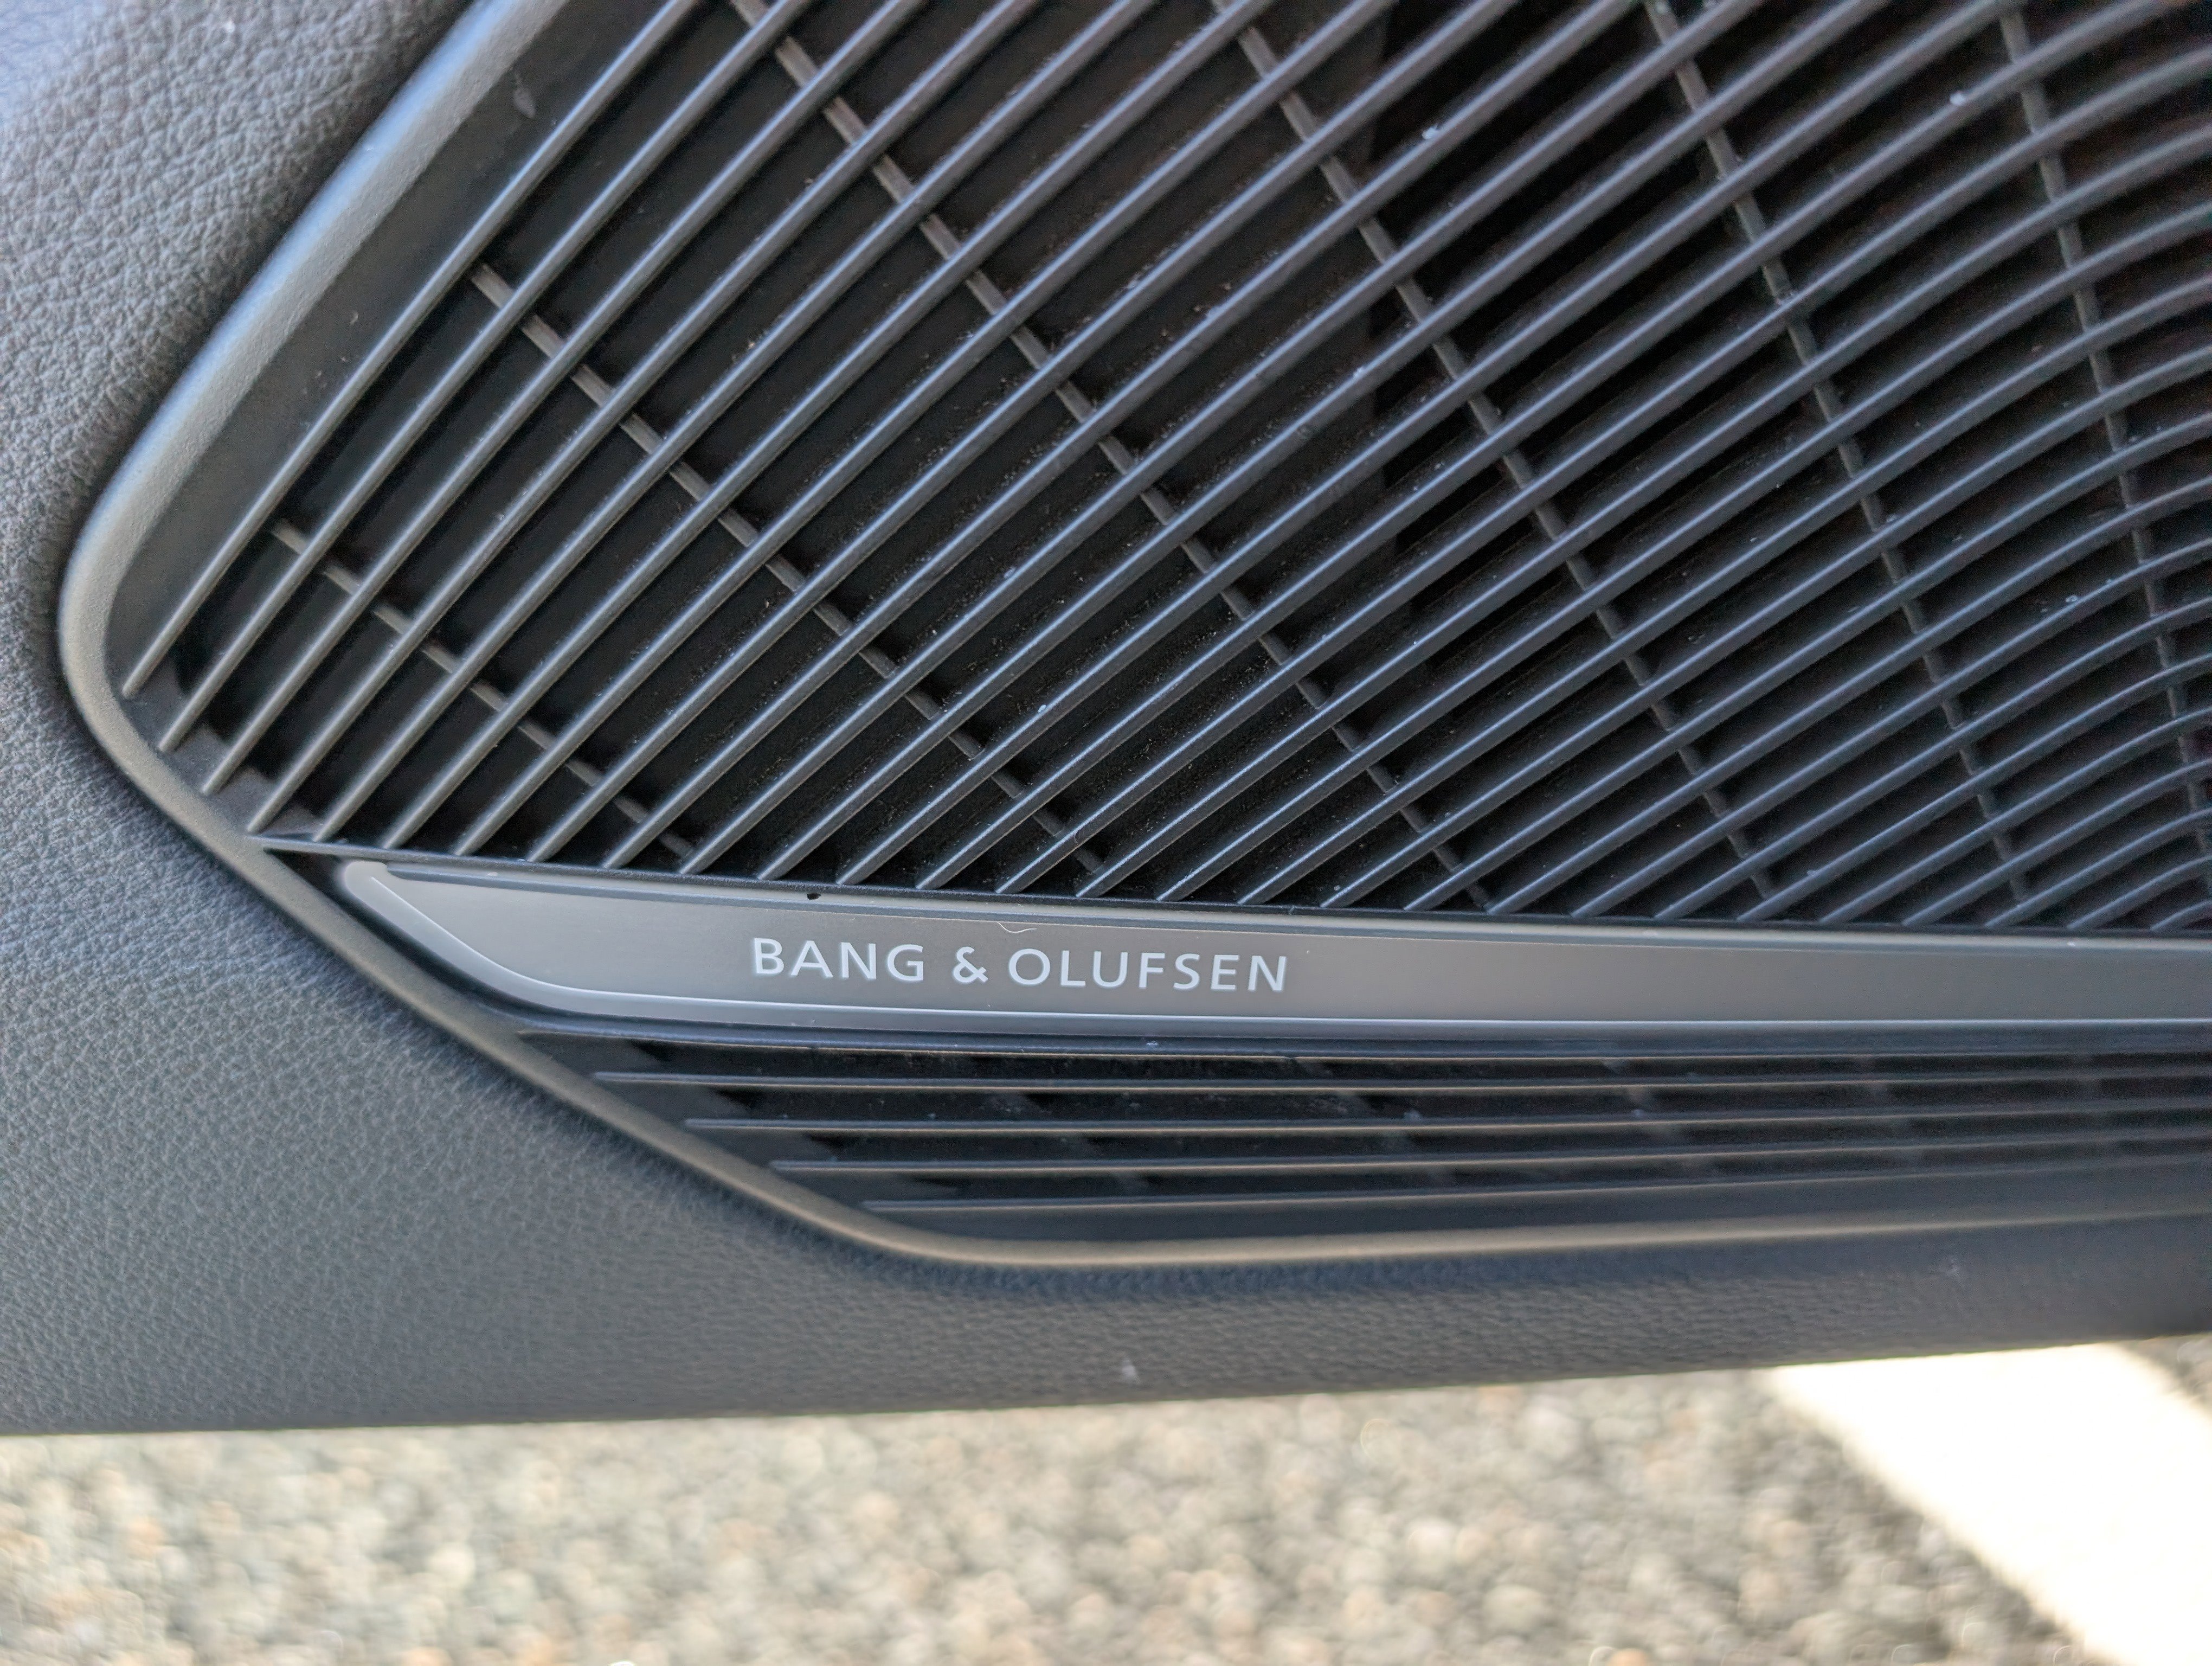 BANG & OLUFSEN